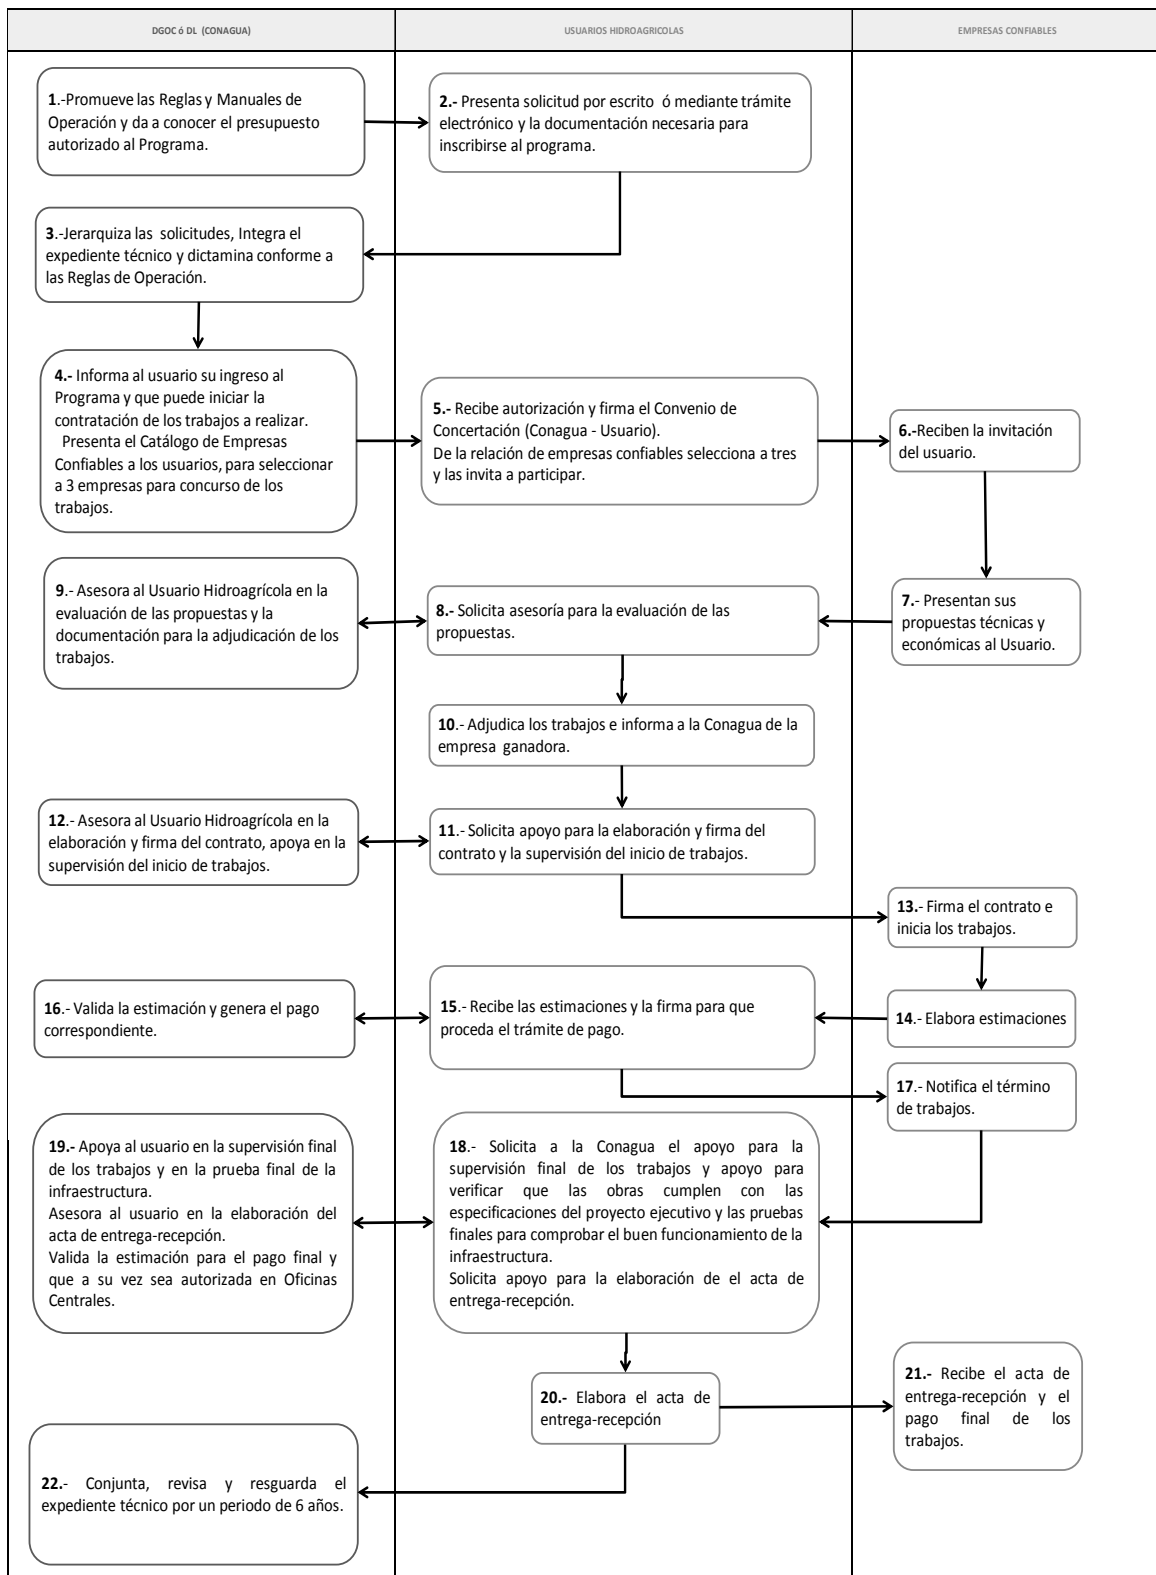 DGOC ó DL (CONAGUA)
USUARIOS HIDROAGRICOLAS
EMPRESAS CONFIABLES
1.-Promueve las Reglas y Manuales de
Operación y da a conocer el presupuesto
autorizado al Programa.
2.- Presenta solicitud por escrito ó mediante trámite
electrónico y la documentación necesaria para
inscribirse al programa.
3.-Jerarquiza las solicitudes, Integra el
expediente técnico y dictamina conforme a
las Reglas de Operación.
4.- Informa al usuario su ingreso al
Programa y que puede iniciar la
contratación de los trabajos a realizar.
Presenta el Catálogo de Empresas
Confiables a los usuarios, para seleccionar
a 3 empresas para concurso de los
trabajos.
5.- Recibe autorización y firma el Convenio de
Concertación (Conagua - Usuario).
De la relación de empresas confiables selecciona a tres
y las invita a participar.
6.-Reciben la invitación
del usuario.
9.- Asesora al Usuario Hidroagrícola en la
evaluación de las propuestas y la
documentación para la adjudicación de los
trabajos.
8.- Solicita asesoría para la evaluación de las
propuestas.
7.- Presentan sus
propuestas técnicas y
económicas al Usuario.
10.- Adjudica los trabajos e informa a la Conagua de la
empresa ganadora.
12.- Asesora al Usuario Hidroagrícola en la
elaboración y firma del contrato, apoya en la
supervisión del inicio de trabajos.
11.- Solicita apoyo para la elaboración y firma del
contrato y la supervisión del inicio de trabajos.
13.- Firma el contrato e
inicia los trabajos.
16.- Valida la estimación y genera el pago
correspondiente.
15.- Recibe las estimaciones y la firma para que
proceda el trámite de pago.
14.- Elabora estimaciones
17.- Notifica el término
de trabajos.
19.- Apoya al usuario en la supervisión final
de los trabajos y en la prueba final de la
infraestructura.
Asesora al usuario en la elaboración del
acta de entrega-recepción.
Valida la estimación para el pago final y
que a su vez sea autorizada en Oficinas
Centrales.
18.- Solicita a la Conagua el apoyo para la
supervisión final de los trabajos y apoyo para
verificar que las obras cumplen con las
especificaciones del proyecto ejecutivo y las pruebas
finales para comprobar el buen funcionamiento de la
infraestructura.
Solicita apoyo para la elaboración de el acta de
entrega-recepción.
20.- Elabora el acta de
entrega-recepción
21.- Recibe el acta de
entrega-recepción y el
pago final de los
trabajos.
22.- Conjunta, revisa y resguarda el
expediente técnico por un periodo de 6 años.